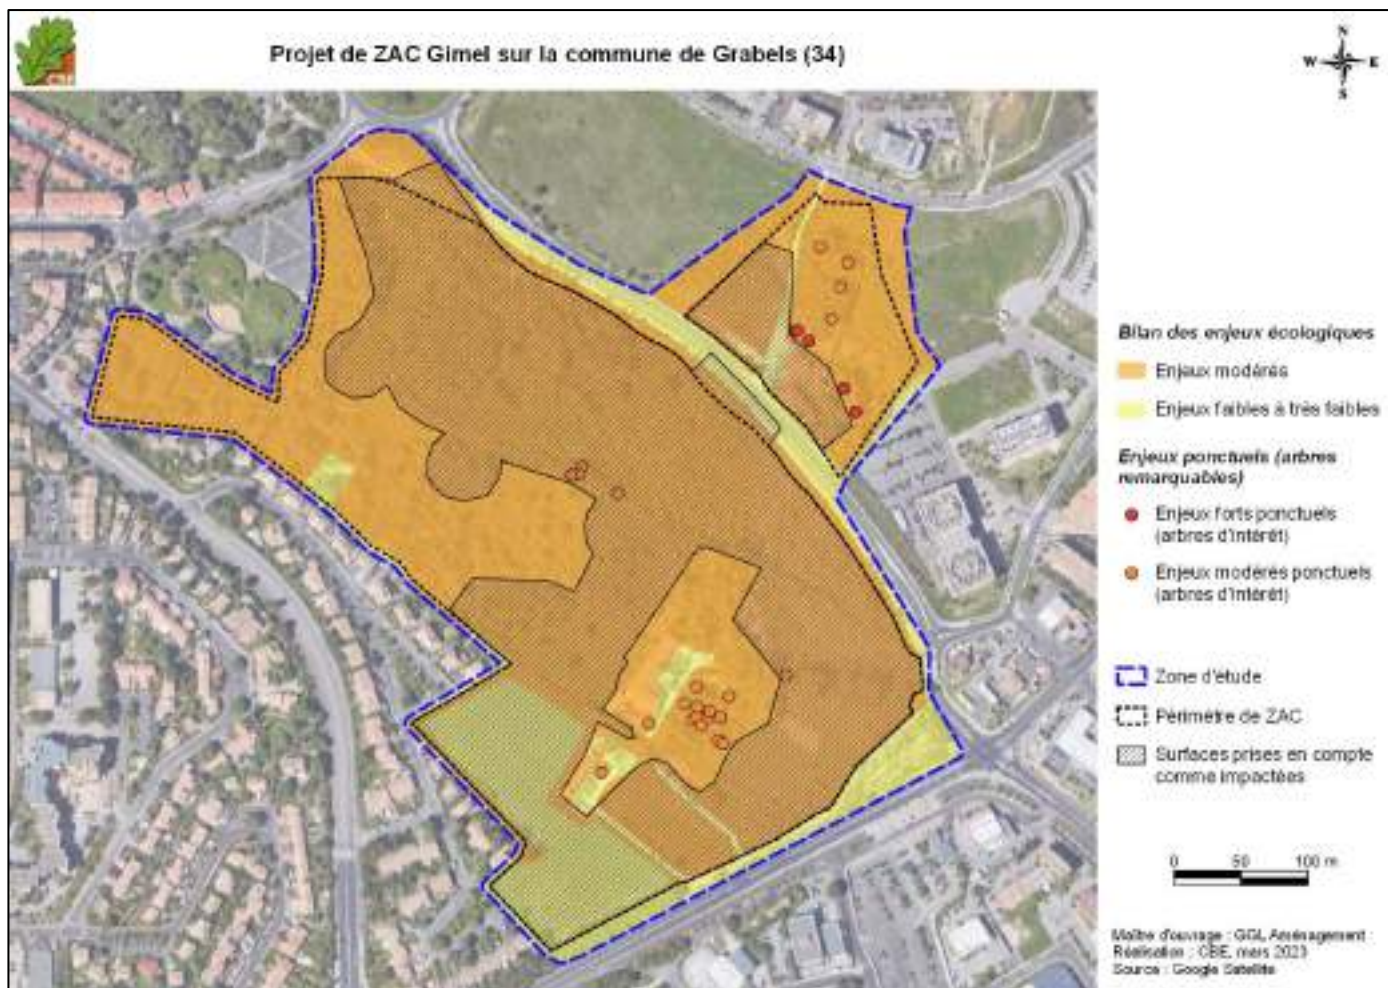 Projet de ZAC Gimel sur la commune de Grabels (34)
N
W E
S
Bilan des enjeux écologiques
Enjeux modérés
Enjeux faibles à très faibles
Enjeux ponctuels (arbres
remarquables)
Enjeux forts ponctuels
(arbres d'intérêt)
Enjeux modérés ponctuels
(arbres d'intérêt)
Zone d'étude
Périmètre de ZAC
Surfaces prises en compte
comme impactées
0 50 100 m
Maître d'ouvrage : GGL Aménagement
Réalisation : CBE, mars 2023
Source : Google Satellite